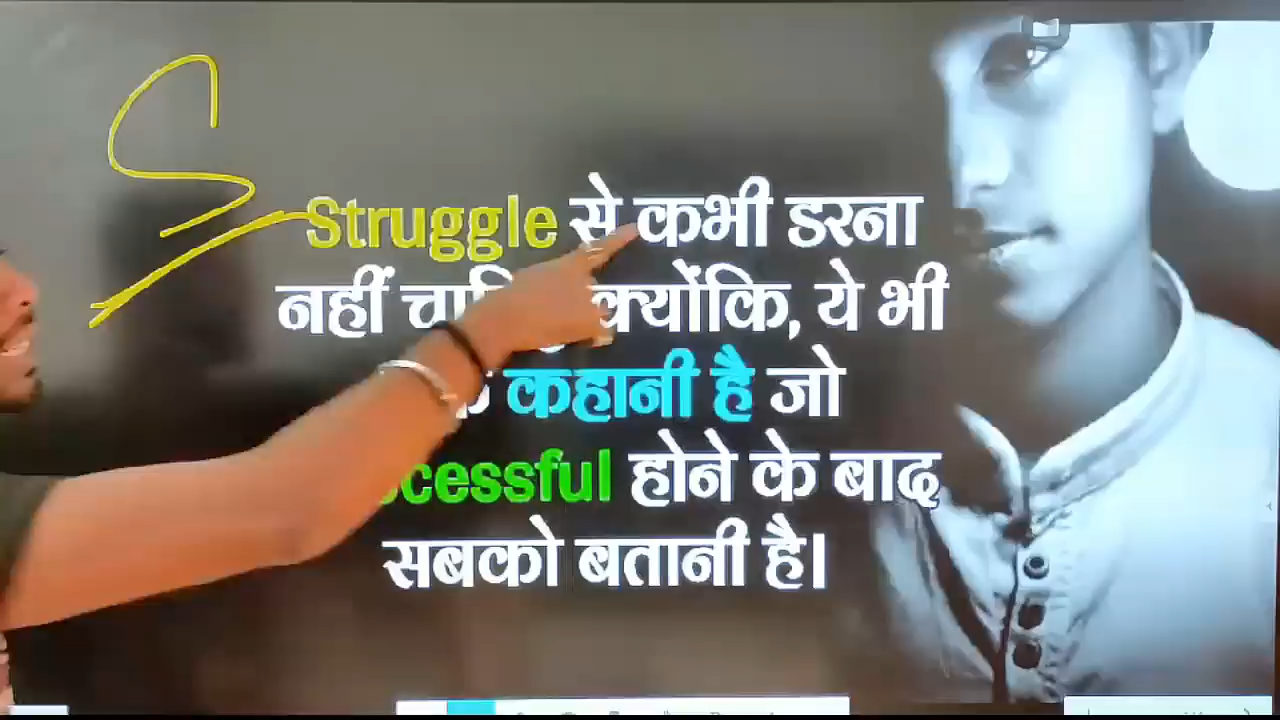 S
Struggle से कभी डरना
नहीं क्योंकि, ये भी
कहानी है जो
होने के बाद
सबको बतानी है।